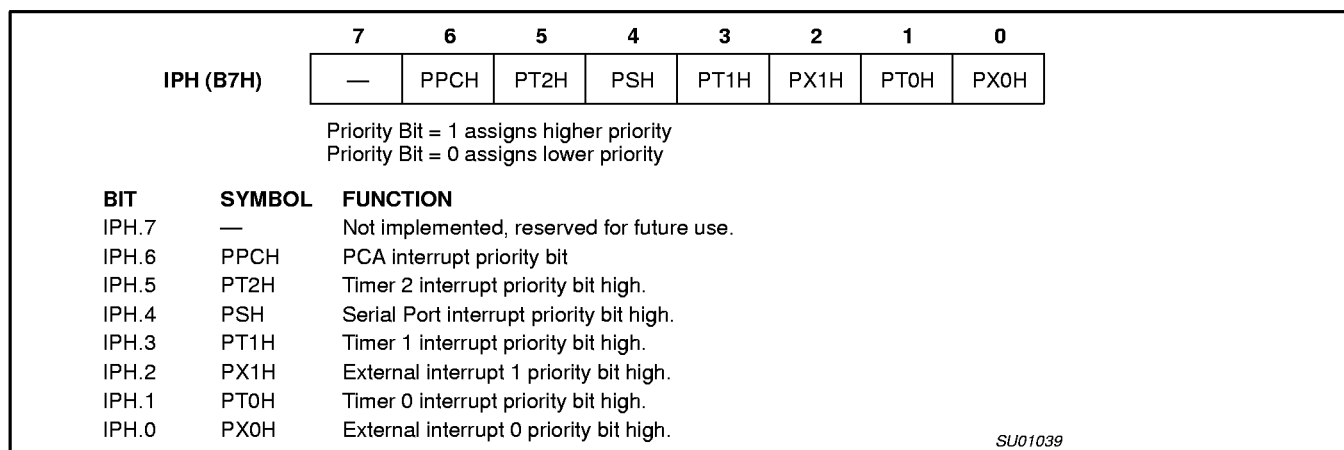 7 6 5 4 3 2 1 0
IPH (B7H) — PPCH PT2H PSH PT1H PX1H PT0H PX0H
Priority Bit = 1 assigns higher priority
Priority Bit = 0 assigns lower priority
BIT SYMBOL FUNCTION
IPH.7 — Not implemented, reserved for future use.
IPH.6 PPCH PCA interrupt priority bit
IPH.5 PT2H Timer 2 interrupt priority bit high.
IPH.4 PSH Serial Port interrupt priority bit high.
IPH.3 PT1H Timer 1 interrupt priority bit high.
IPH.2 PX1H External interrupt 1 priority bit high.
IPH.1 PT0H Timer 0 interrupt priority bit high.
IPH.0 PX0H External interrupt 0 priority bit high.
SU01039